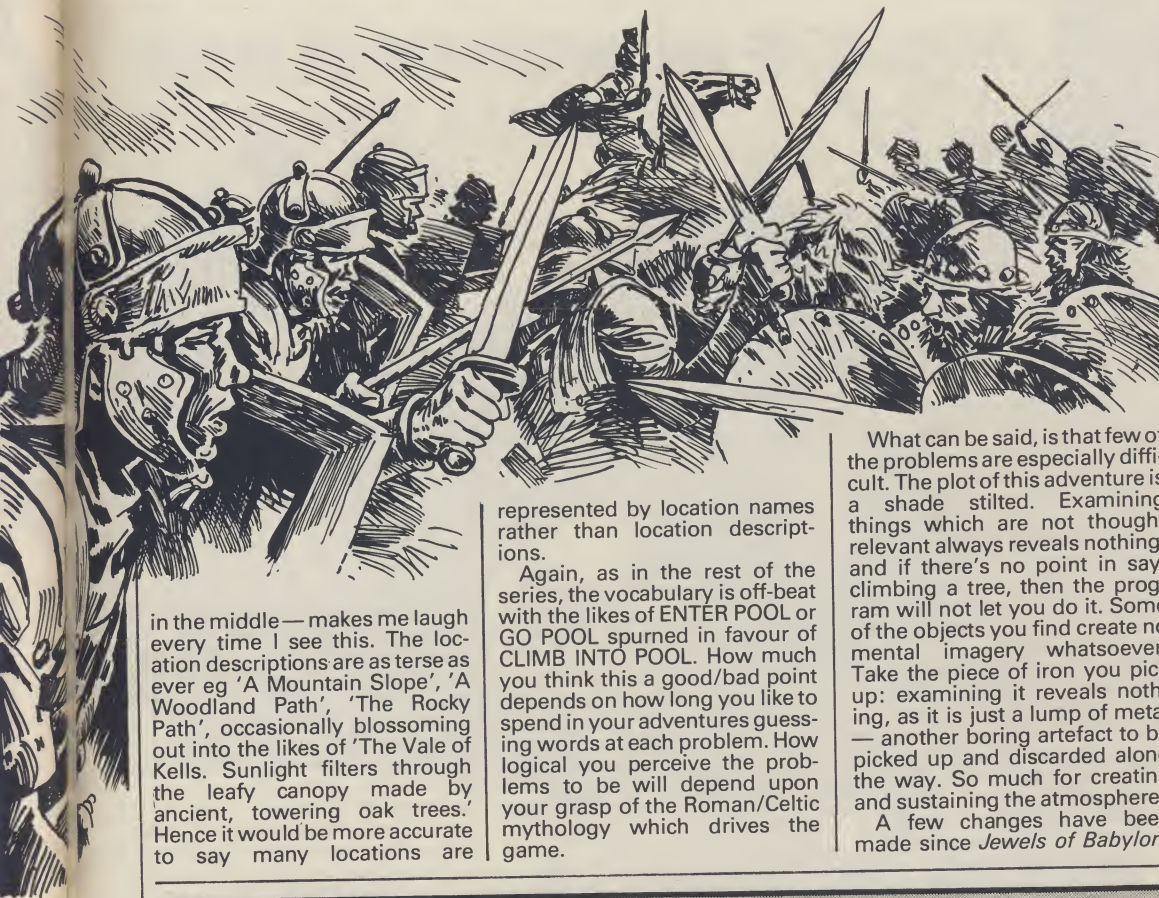 in the middle — makes me laugh
every time I see this. The loc-
ation descriptions are as terse as
ever eg 'A Mountain Slope', 'A
Woodland Path', 'The Rocky
Path', occasionally blossoming
out into the likes of 'The Vale of
Kells. Sunlight filters through
the leafy canopy made by
ancient, towering oak trees.'
Hence it would be more accurate
to say many locations are
represented by location names
rather than location descript-
ions.
Again, as in the rest of the
series, the vocabulary is off-beat
with the likes of ENTER POOL or
GO POOL spurned in favour of
CLIMB INTO POOL. How much
you think this a good/bad point
depends on how long you like to
spend in your adventures guess-
ing words at each problem. How
logical you perceive the prob-
lems to be will depend upon
your grasp of the Roman/Celtic
mythology which drives the
game.
What can be said, is that few of
the problems are especially diffi-
cult. The plot of this adventure is
a shade stilted. Examining
things which are not though
relevant always reveals nothing
and if there's no point in say
climbing a tree, then the prog
ram will not let you do it. Some
of the objects you find create no
mental imagery whatsoever
Take the piece of iron you pic
up: examining it reveals noth
ing, as it is just a lump of meta
— another boring artefact to b
picked up and discarded alon
the way. So much for creatin
and sustaining the atmosphere
A few changes have bee
made since Jewels of Babylon